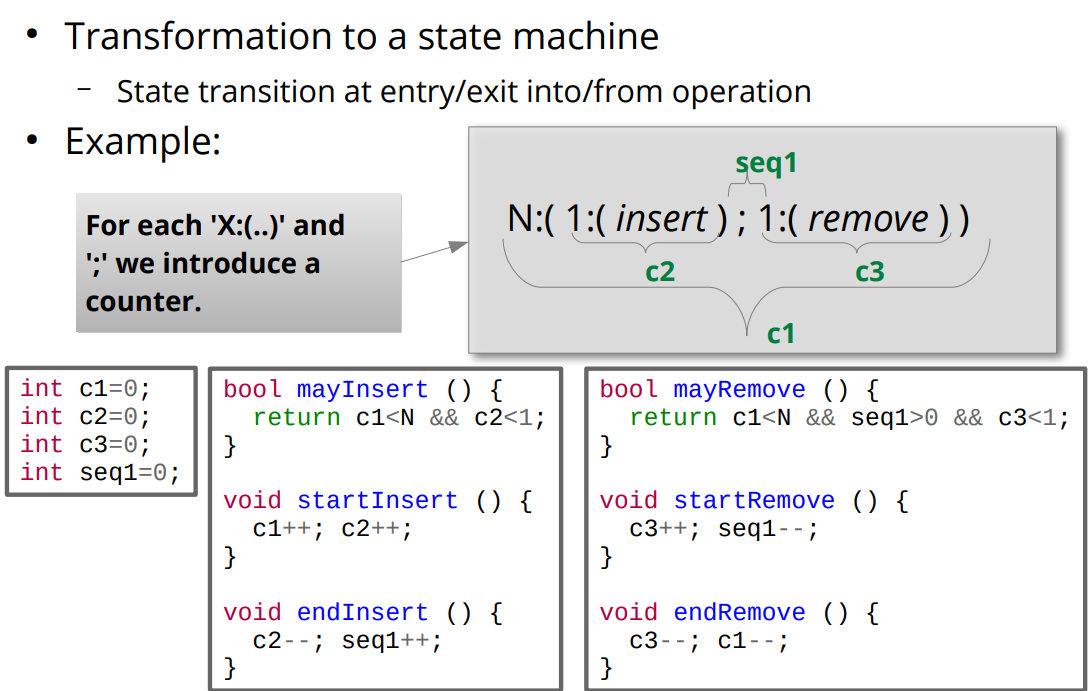 • Transformation to a state machine
– State transition at entry/exit into/from operation
• Example:
For each 'X:(..)' and
';' we introduce a
counter.
seq1
N:( 1:( insert ) ; 1:( remove ) )
c2 c3
c1
int c1=0;
int c2=0;
int c3=0;
int seq1=0;
bool mayInsert () {
return c1<N && c2<1;
}
void startInsert () {
c1++; c2++;
}
void endInsert () {
c2--; seq1++;
}
bool mayRemove () {
return c1<N && seq1>0 && c3<1;
}
void startRemove () {
c3++; seq1--;
}
void endRemove () {
c3--; c1--;
}